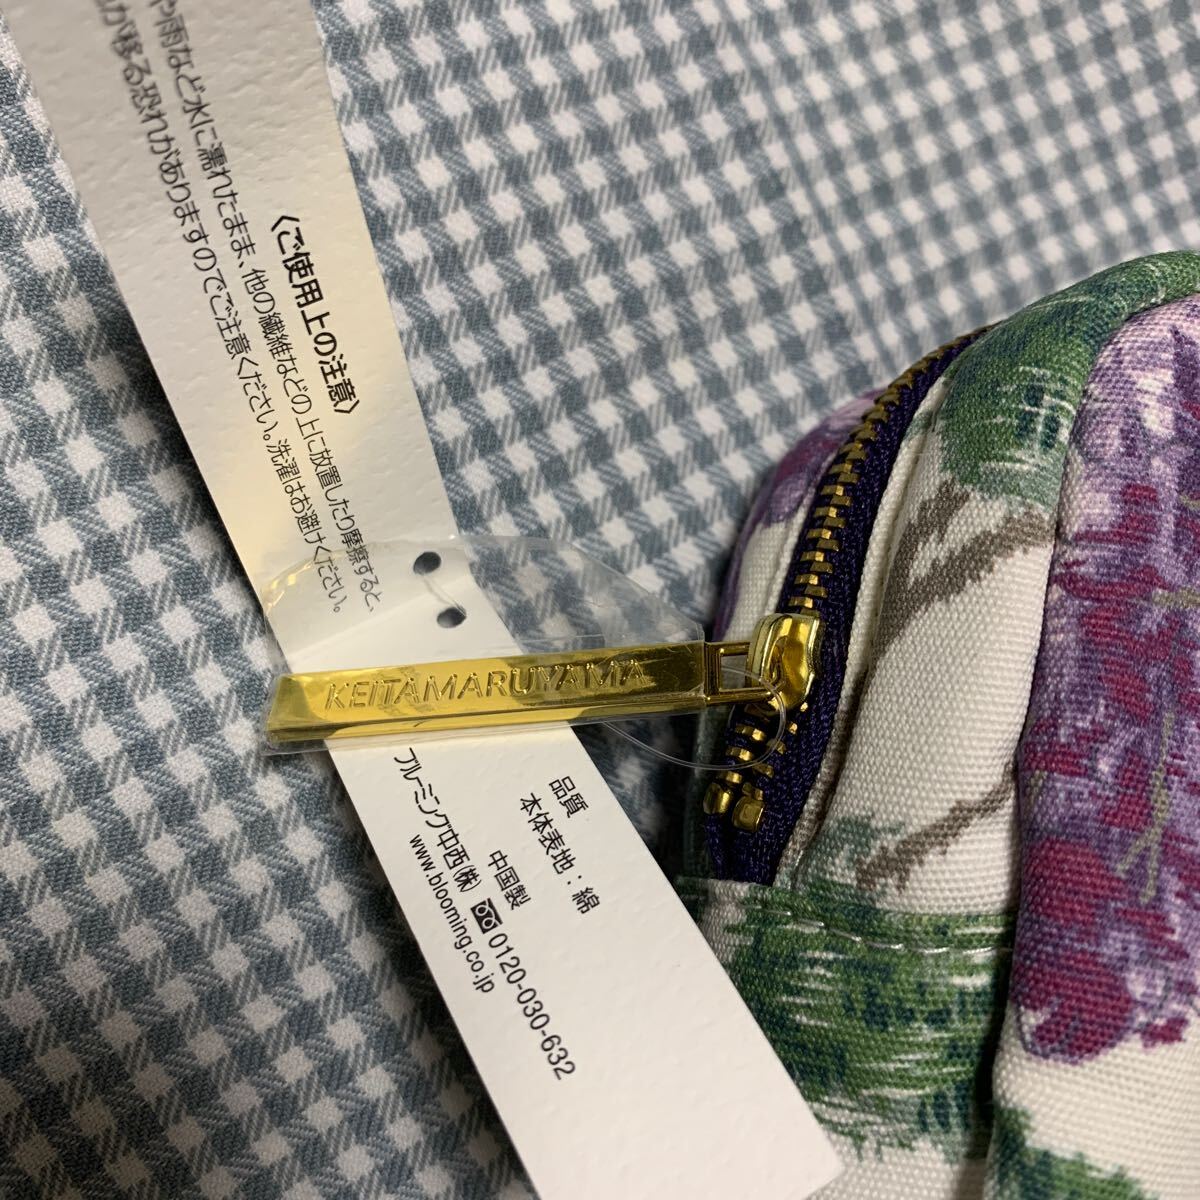 〈ご使用上の注意〉
や雨など水に濡れたまま、他の繊維などの上に放置したり摩擦すると、
が移る恐れがありますのでご注意ください。洗濯はお避けください。
KEITAMARUYAMA
品質
本体表地：綿
中国製
ブルーミング中西㈱ 0120-030-632
www.blooming.co.jp